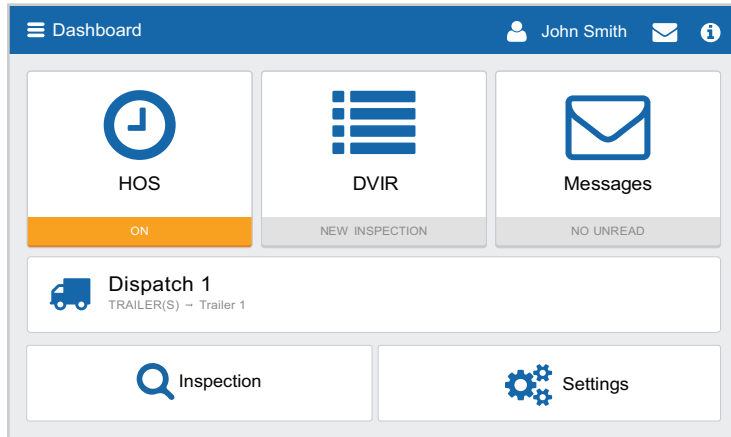 Dashboard
John Smith
HOS
DVIR
Messages
ON
NEW INSPECTION
NO UNREAD
Dispatch 1
TRAILER(S) → Trailer 1
Inspection
Settings